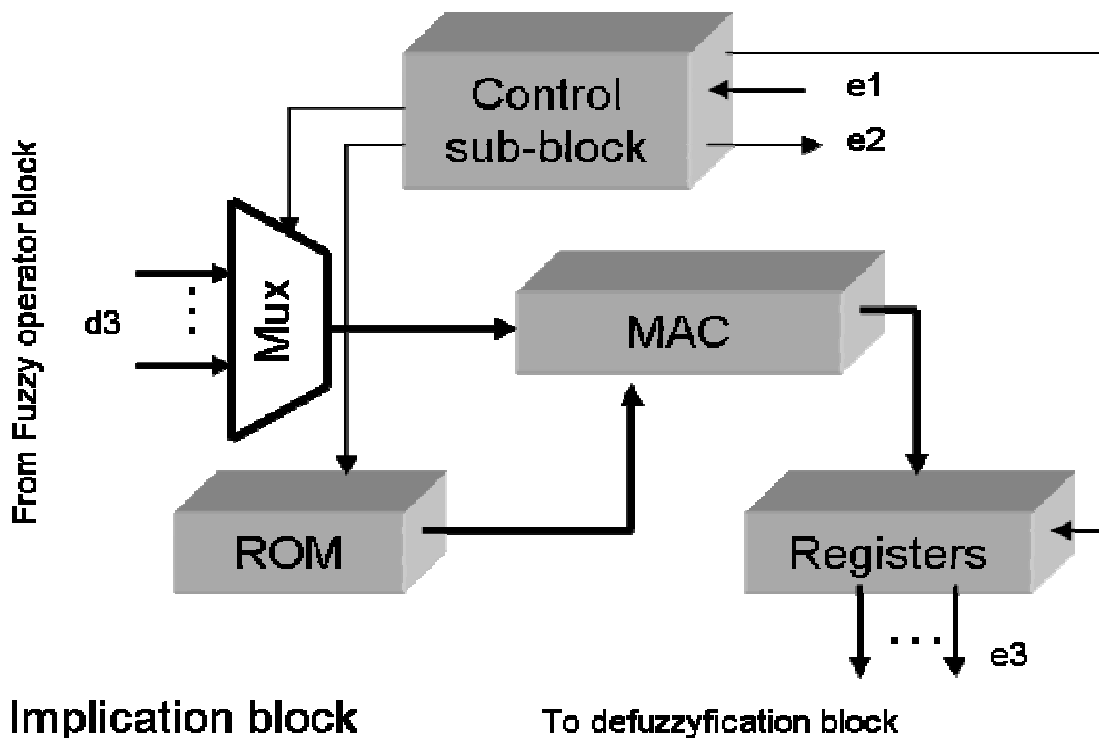 Control
sub-block
e1
e2
From Fuzzy operator block
d3
Mux
MAC
ROM
Registers
e3
Implication block
To defuzzyfication block